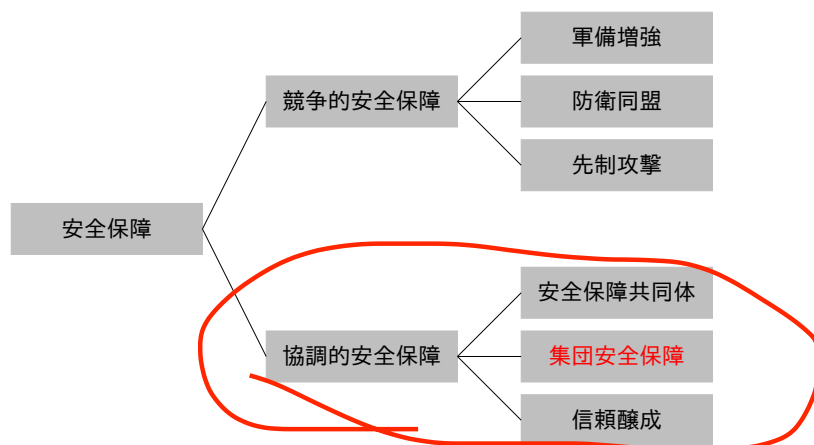 軍備増強
競争的安全保障
防衛同盟
先制攻撃
安全保障
安全保障共同体
協調的安全保障
集団安全保障
信頼醸成